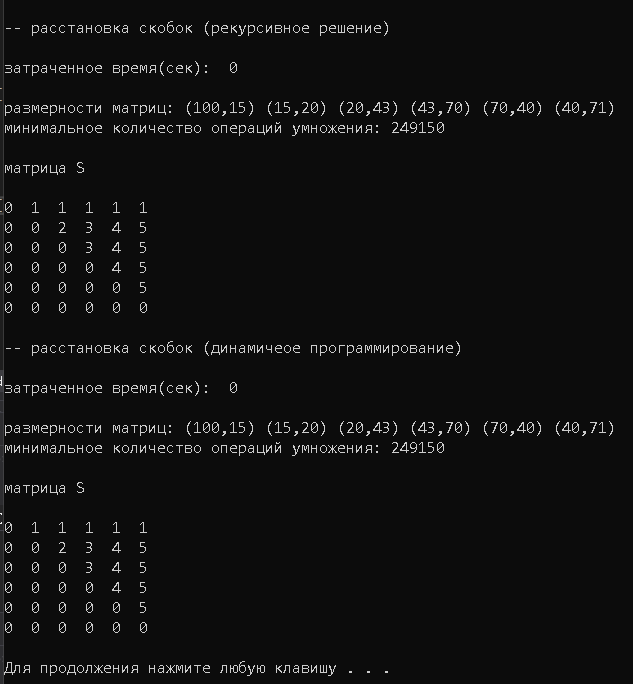 -- расстановка скобок (рекурсивное решение)
затраченное время(сек):  0
размерности матриц: (100,15) (15,20) (20,43) (43,70) (70,40) (40,71)
минимальное количество операций умножения: 249150
матрица S
0  1  1  1  1  1
0  0  2  3  4  5
0  0  0  3  4  5
0  0  0  0  4  5
0  0  0  0  0  5
0  0  0  0  0  0
-- расстановка скобок (динамичеое программирование)
затраченное время(сек):  0
размерности матриц: (100,15) (15,20) (20,43) (43,70) (70,40) (40,71)
минимальное количество операций умножения: 249150
матрица S
0  1  1  1  1  1
0  0  2  3  4  5
0  0  0  3  4  5
0  0  0  0  4  5
0  0  0  0  0  5
0  0  0  0  0  0
Для продолжения нажмите любую клавишу . . .